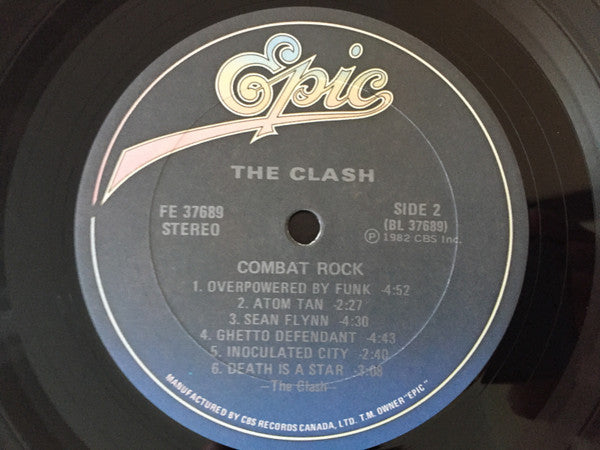 Epic
THE CLASH
FE 37689
STEREO
SIDE 2
(BL 37689)
Ⓟ 1982 CBS Inc.
COMBAT ROCK
1. OVERPOWERED BY FUNK -4:52
2. ATOM TAN -2:27
3. SEAN FLYNN -4:30
4. GHETTO DEFENDANT -4:43
5. INOCULATED CITY -2:40
6. DEATH IS A STAR -3:08
-The Clash-
MANUFACTURED BY CBS RECORDS CANADA, LTD. T.M. OWNER "EPIC"